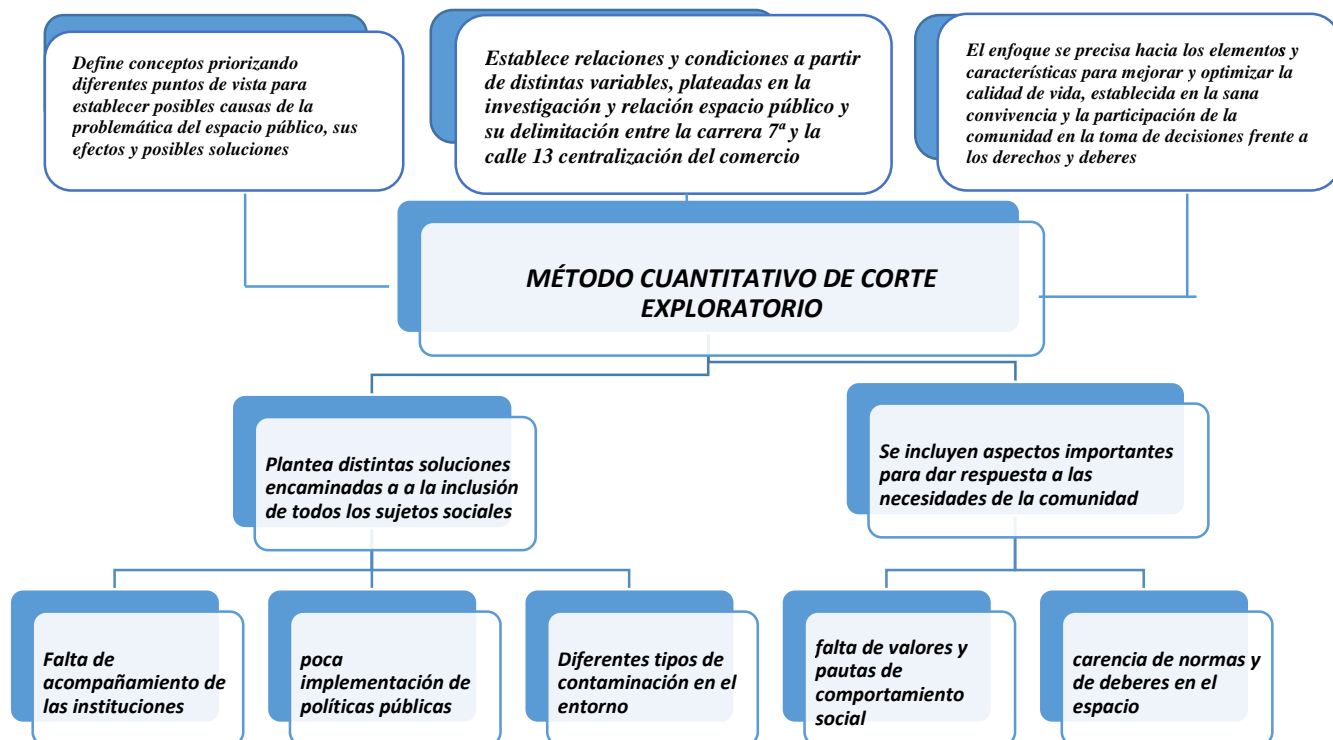 Define conceptos priorizando
diferentes puntos de vista para
establecer posibles causas de la
problemática del espacio público, sus
efectos y posibles soluciones
Establece relaciones y condiciones a partir
de distintas variables, plateadas en la
investigación y relación espacio público y
su delimitación entre la carrera 7ª y la
calle 13 centralización del comercio
El enfoque se precisa hacia los elementos y
características para mejorar y optimizar la
calidad de vida, establecida en la sana
convivencia y la participación de la
comunidad en la toma de decisiones frente a
los derechos y deberes
MÉTODO CUANTITATIVO DE CORTE
EXPLORATORIO
Plantea distintas soluciones
encaminadas a a la inclusión
de todos los sujetos sociales
Se incluyen aspectos importantes
para dar respuesta a las
necesidades de la comunidad
Falta de
acompañamiento de
las instituciones
poca
implementación de
políticas públicas
Diferentes tipos de
contaminación en el
entorno
falta de valores y
pautas de
comportamiento
social
carencia de normas y
de deberes en el
espacio